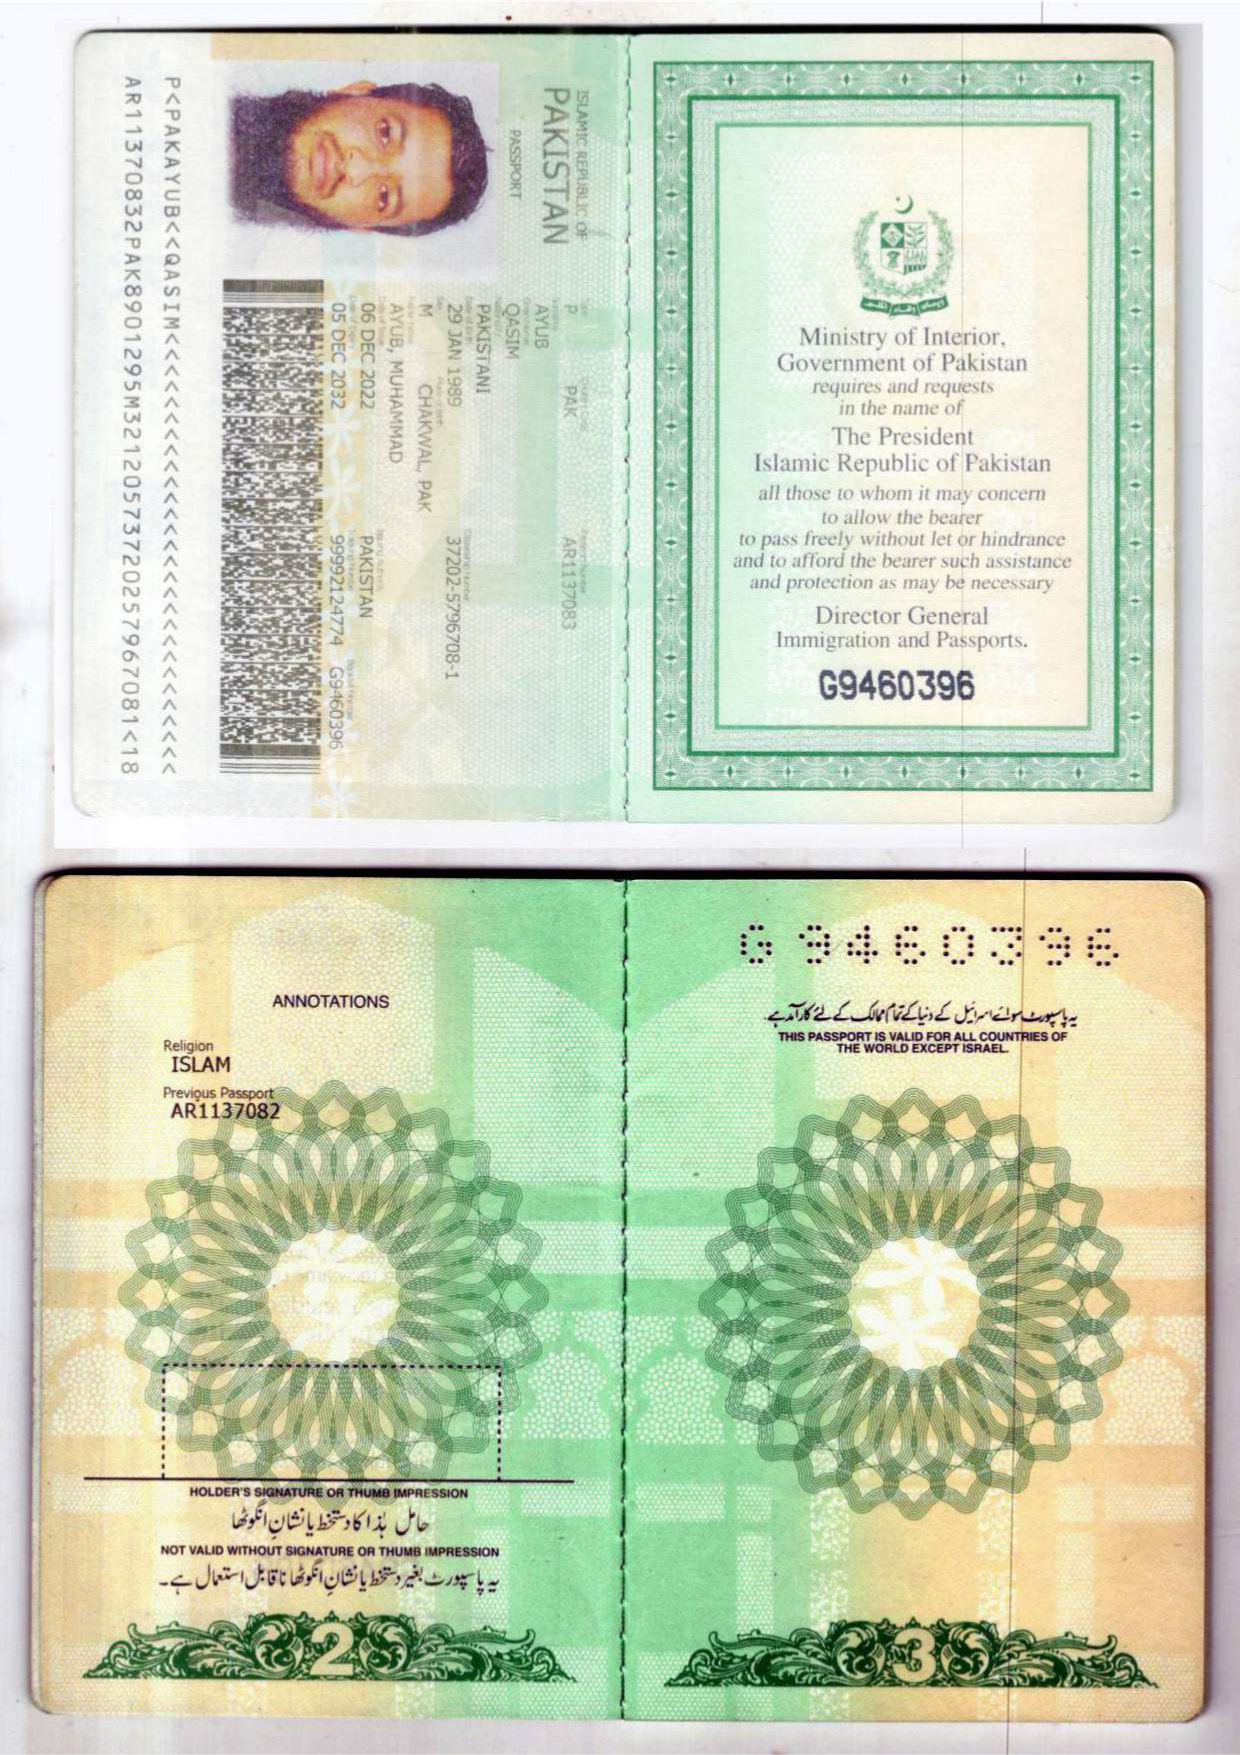 ISLAMIC REPUBLIC OF
PAKISTAN
PASSPORT
P PAK AR1137083
AYUB
QASIM
PAKISTANI
29 JAN 1989 37202-5796708-1
M CHAKWAL, PAK
AYUB, MUHAMMAD
06 DEC 2022 PAKISTAN
05 DEC 2032 99992124774 G9460396
P<PAKAYUB<<QASIM<<<<<<<<<<<<<<<<<<<<<<<<<<<<
AR11370832PAK8901295M32120573720257967081<18
Ministry of Interior,
Government of Pakistan
requires and requests
in the name of
The President
Islamic Republic of Pakistan
all those to whom it may concern
to allow the bearer
to pass freely without let or hindrance
and to afford the bearer such assistance
and protection as may be necessary
Director General
Immigration and Passports.
G9460396
ANNOTATIONS
Religion
ISLAM
Previous Passport
AR1137082
HOLDER'S SIGNATURE OR THUMB IMPRESSION
حامل ہذا کا دستخط یا نشانِ انگوٹھا
NOT VALID WITHOUT SIGNATURE OR THUMB IMPRESSION
یہ پاسپورٹ بغیر دستخط یا نشانِ انگوٹھا ناقابل استعمال ہے۔
2
G9460396
یہ پاسپورٹ سوائے اسرائیل کے دنیا کے تمام ممالک کے لئے کارآمد ہے۔
THIS PASSPORT IS VALID FOR ALL COUNTRIES OF
THE WORLD EXCEPT ISRAEL.
3